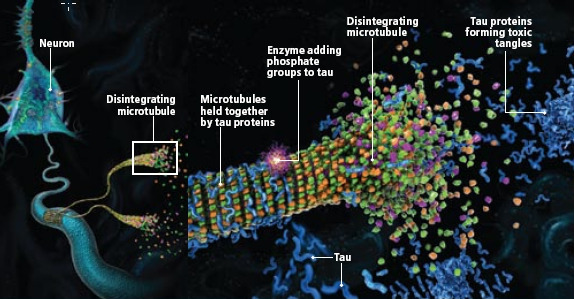 Neuron
Disintegrating
microtubule
Microtubules
held together
by tau proteins
Enzyme adding
phosphate
groups to tau
Disintegrating
microtubule
Tau proteins
forming toxic
tangles
Tau